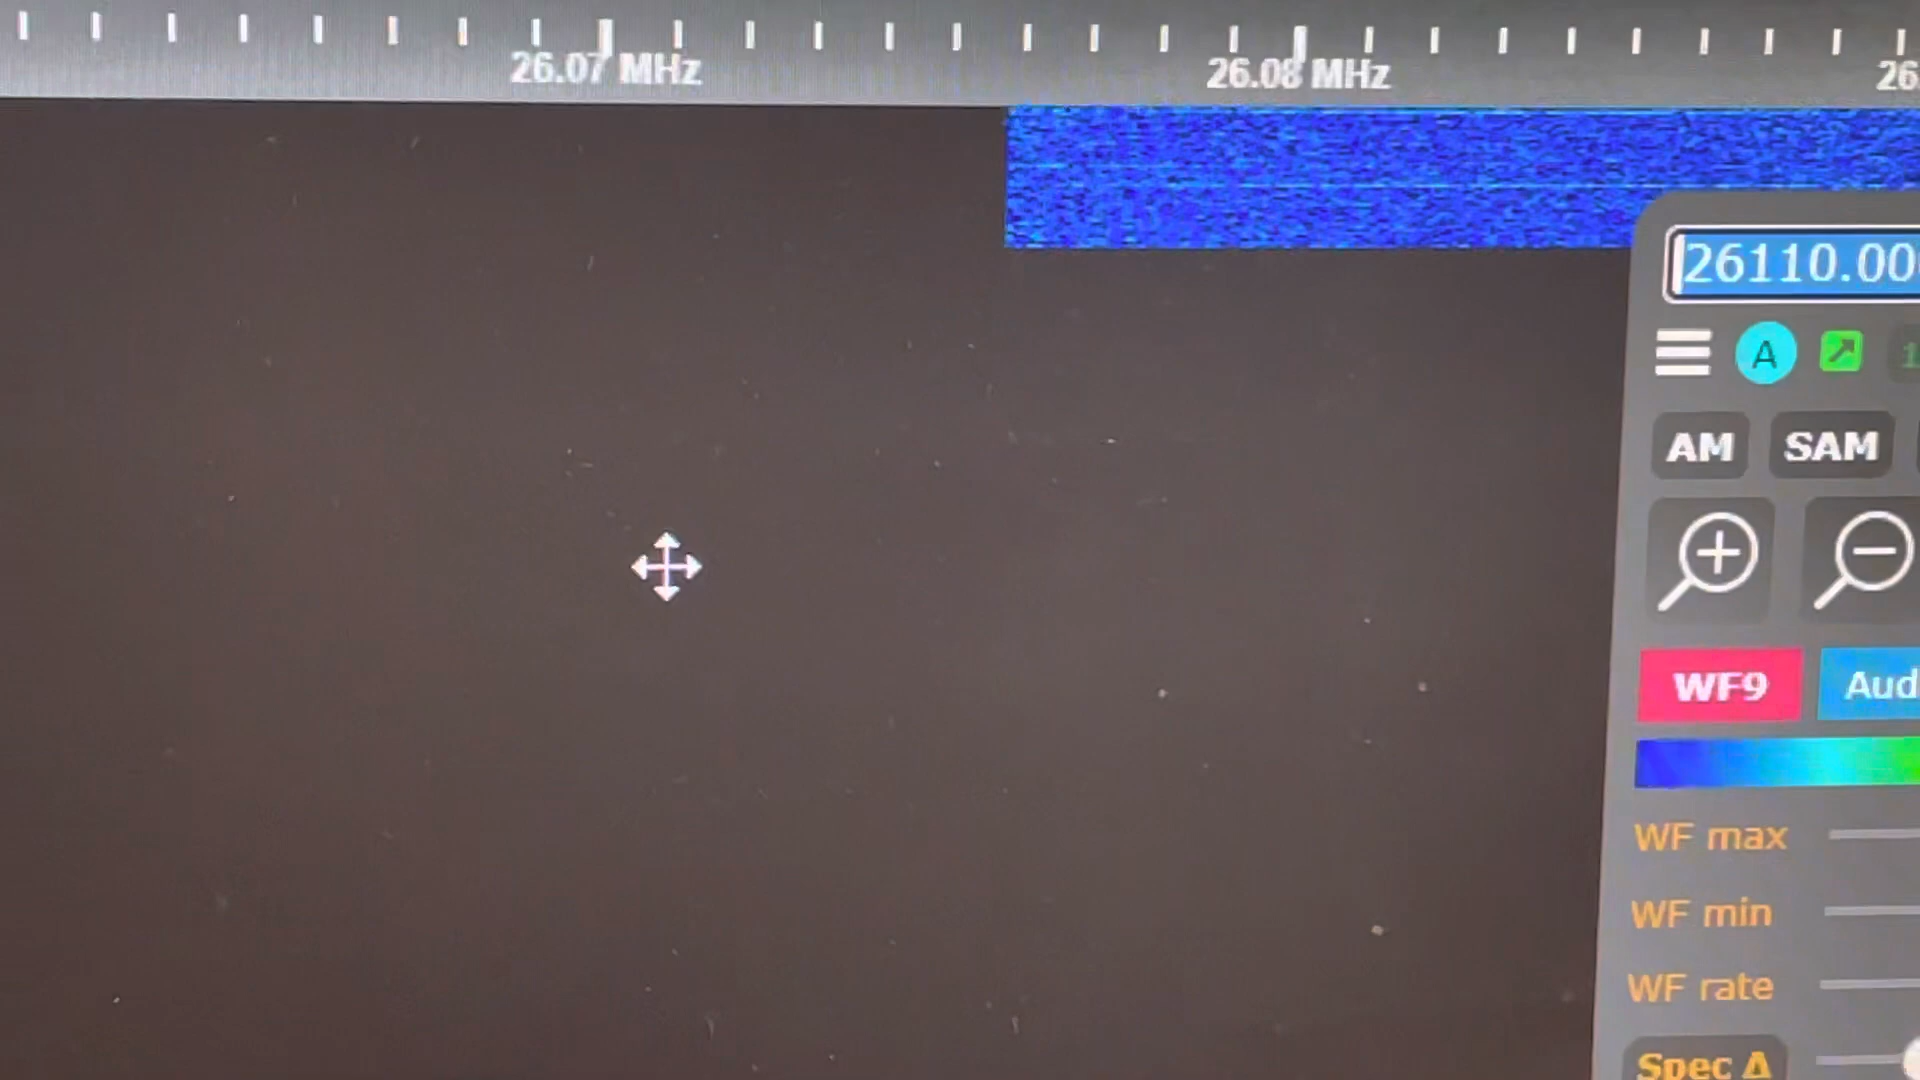 26.07 MHz 26.08 MHz 26
26110.00
A
AM SAM
WF9 Aud
WF max
WF min
WF rate
Spec Δ